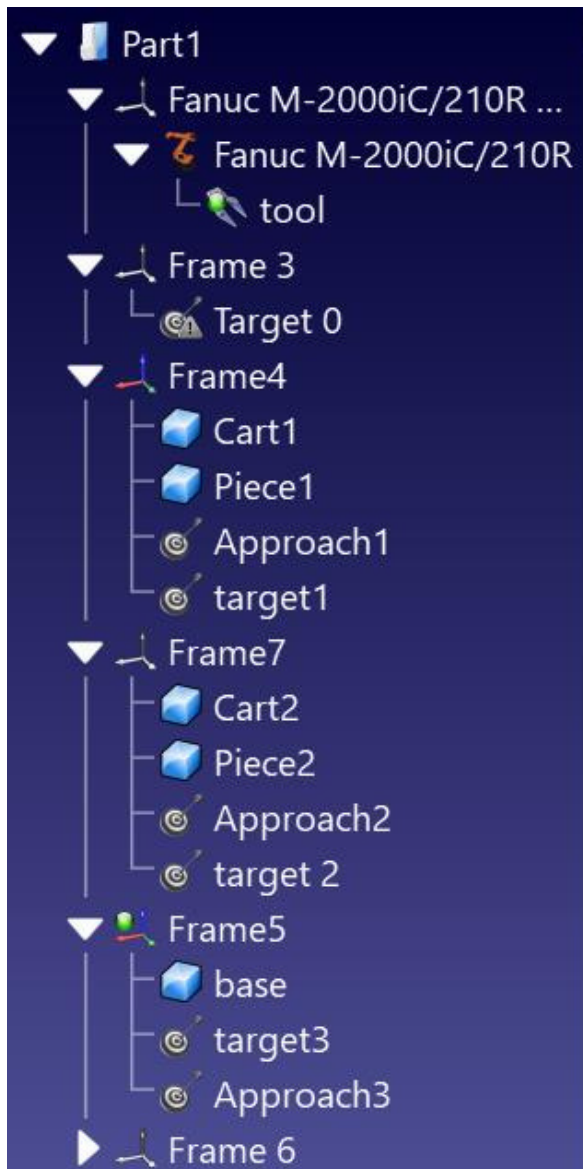 Part1
Fanuc M-2000iC/210R ...
Fanuc M-2000iC/210R
tool
Frame 3
Target 0
Frame4
Cart1
Piece1
Approach1
target1
Frame7
Cart2
Piece2
Approach2
target 2
Frame5
base
target3
Approach3
Frame 6